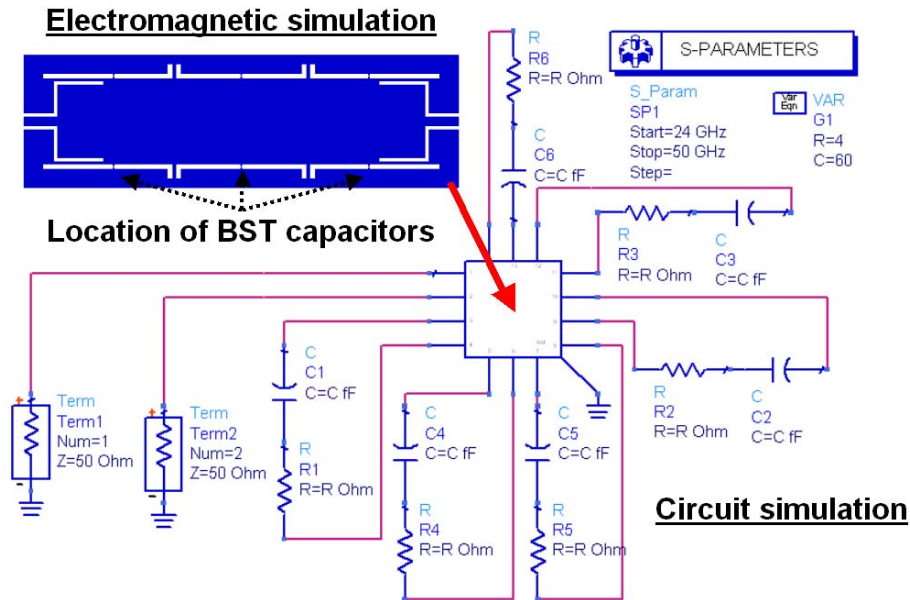 Electromagnetic simulation
Location of BST capacitors
R
R6
R=R Ohm
C
C6
C=C fF
S-PARAMETERS
S_Param
SP1
Start=24 GHz
Stop=50 GHz
Step=
Var
Eqn
VAR
G1
R=4
C=60
R
R3
R=R Ohm
C
C3
C=C fF
R
R2
R=R Ohm
C
C2
C=C fF
C
C1
C=C fF
R
R1
R=R Ohm
C
C4
C=C fF
R
R4
R=R Ohm
C
C5
C=C fF
R
R5
R=R Ohm
+
Term
Term1
Num=1
Z=50 Ohm
-
+
Term
Term2
Num=2
Z=50 Ohm
-
Circuit simulation